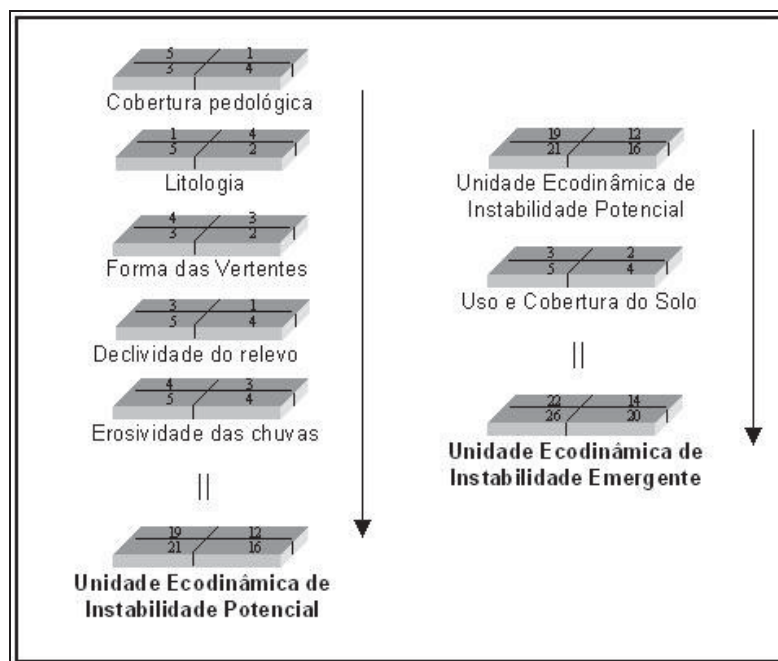 5 1
3 4
Cobertura pedológica
1 4
5 2
Litologia
4 3
3 2
Forma das Vertentes
3 1
5 4
Declividade do relevo
4 3
5 4
Erosividade das chuvas
||
19 12
21 16
Unidade Ecodinâmica de
Instabilidade Potencial
19 12
21 16
Unidade Ecodinâmica de
Instabilidade Potencial
3 2
5 4
Uso e Cobertura do Solo
||
22 14
26 20
Unidade Ecodinâmica de
Instabilidade Emergente